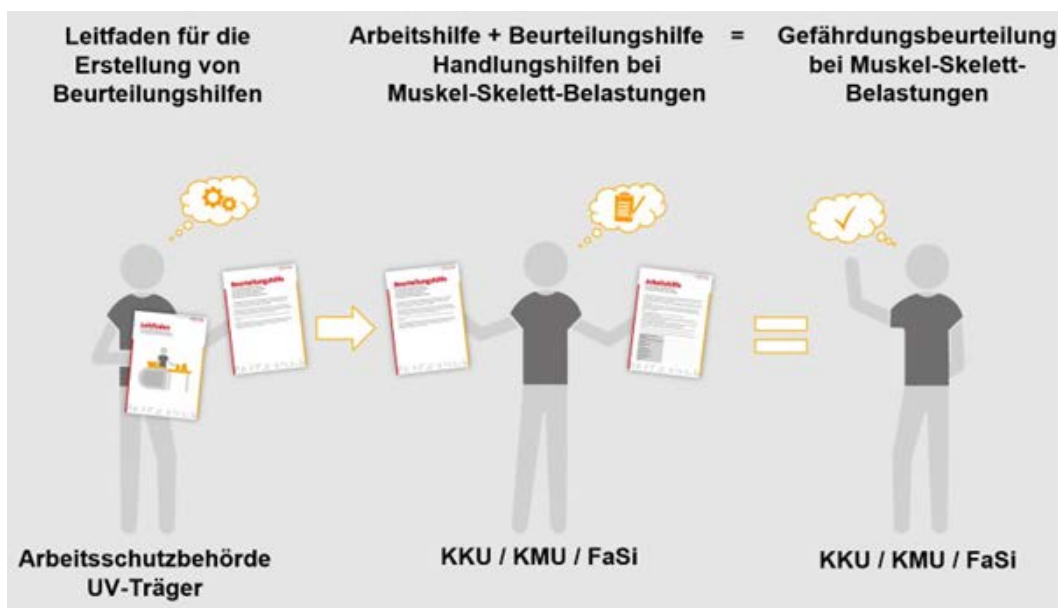 Leitfaden für die
Erstellung von
Beurteilungshilfen
Arbeitshilfe + Beurteilungshilfe =
Handlungshilfen bei
Muskel-Skelett-Belastungen
Gefährdungsbeurteilung
bei Muskel-Skelett-
Belastungen
Leitfaden
Beurteilungshilfe
Beurteilungshilfe
Arbeitshilfe
Arbeitsschutzbehörde
UV-Träger
KKU / KMU / FaSi
KKU / KMU / FaSi